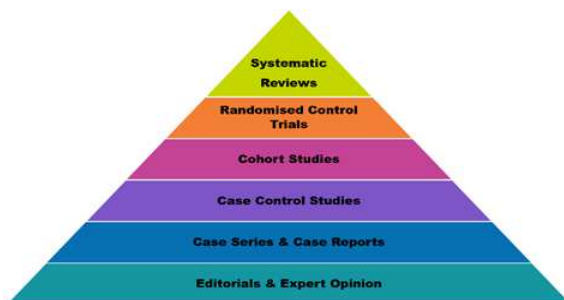 Systematic
Reviews
Randomised Control
Trials
Cohort Studies
Case Control Studies
Case Series & Case Reports
Editorials & Expert Opinion